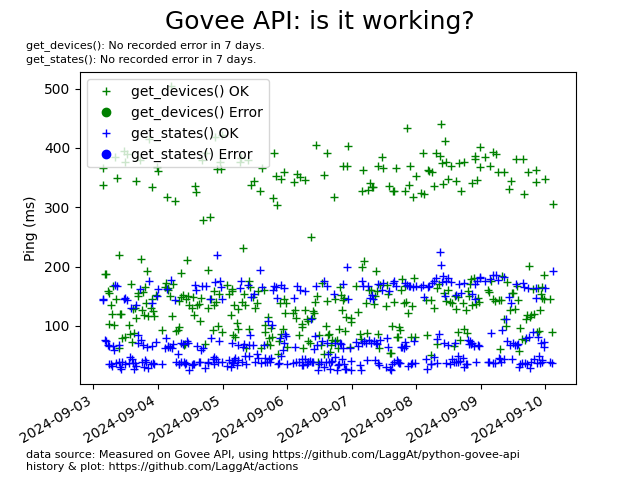 Govee API: is it working?
get_devices(): No recorded error in 7 days.
get_states(): No recorded error in 7 days.
get_devices() OK
get_devices() Error
get_states() OK
get_states() Error
Ping (ms)
500
400
300
200
100
2024-09-03
2024-09-04
2024-09-05
2024-09-06
2024-09-07
2024-09-08
2024-09-09
2024-09-10
data source: Measured on Govee API, using https://github.com/LaggAt/python-govee-api
history & plot: https://github.com/LaggAt/actions